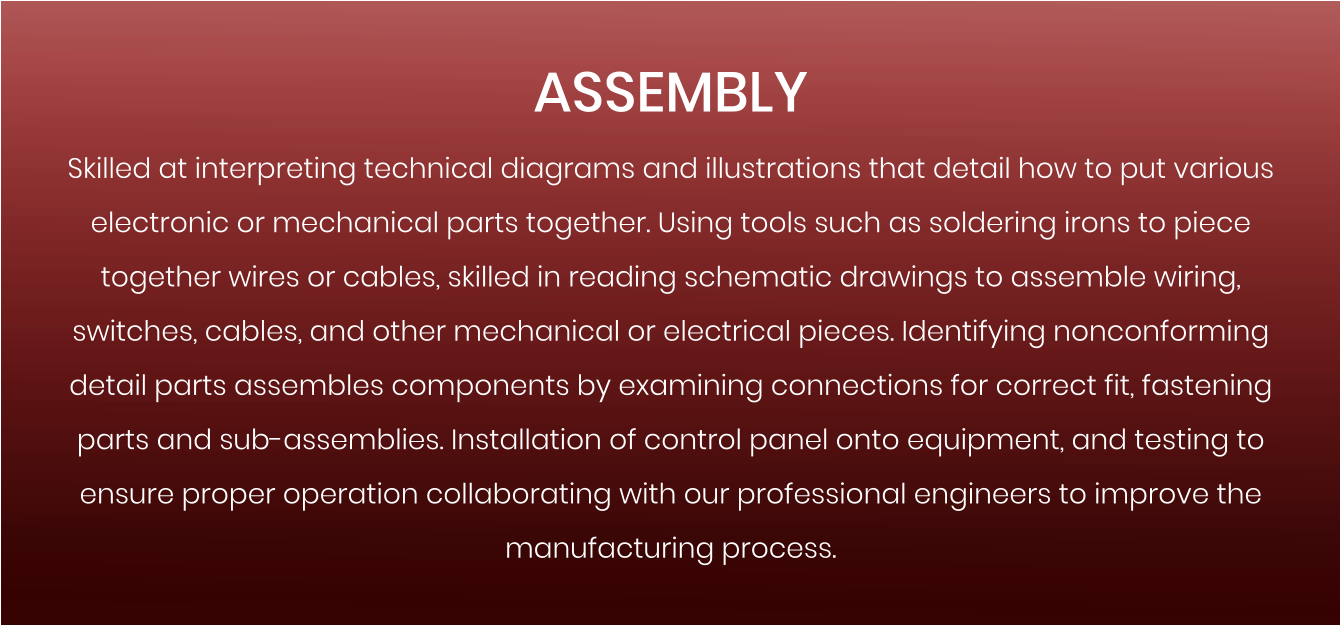 ASSEMBLY
Skilled at interpreting technical diagrams and illustrations that detail how to put various
electronic or mechanical parts together. Using tools such as soldering irons to piece
together wires or cables, skilled in reading schematic drawings to assemble wiring,
switches, cables, and other mechanical or electrical pieces. Identifying nonconforming
detail parts assembles components by examining connections for correct fit, fastening
parts and sub-assemblies. Installation of control panel onto equipment, and testing to
ensure proper operation collaborating with our professional engineers to improve the
manufacturing process.